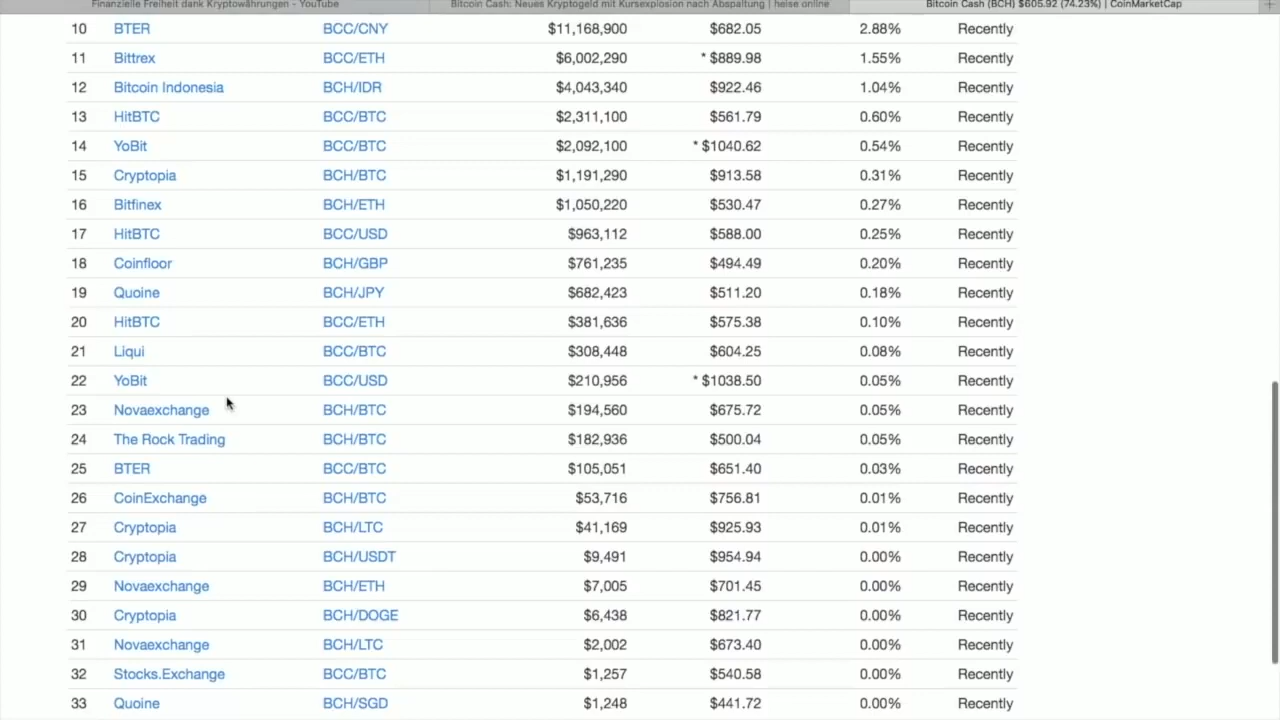 Finanzielle Freiheit dank Kryptowährungen - YouTube Bitcoin Cash: Neues Kryptogeld mit Kursexplosion nach Abspaltung | heise online Bitcoin Cash (BCH) $605.92 (74.23%) | CoinMarketCap +
10 BTER BCC/CNY $11,168,900 $682.05 2.88% Recently
11 Bittrex BCC/ETH $6,002,290 * $889.98 1.55% Recently
12 Bitcoin Indonesia BCH/IDR $4,043,340 $922.46 1.04% Recently
13 HitBTC BCC/BTC $2,311,100 $561.79 0.60% Recently
14 YoBit BCC/BTC $2,092,100 * $1040.62 0.54% Recently
15 Cryptopia BCH/BTC $1,191,290 $913.58 0.31% Recently
16 Bitfinex BCH/ETH $1,050,220 $530.47 0.27% Recently
17 HitBTC BCC/USD $963,112 $588.00 0.25% Recently
18 Coinfloor BCH/GBP $761,235 $494.49 0.20% Recently
19 Quoine BCH/JPY $682,423 $511.20 0.18% Recently
20 HitBTC BCC/ETH $381,636 $575.38 0.10% Recently
21 Liqui BCC/BTC $308,448 $604.25 0.08% Recently
22 YoBit BCC/USD $210,956 * $1038.50 0.05% Recently
23 Novaexchange BCH/BTC $194,560 $675.72 0.05% Recently
24 The Rock Trading BCH/BTC $182,936 $500.04 0.05% Recently
25 BTER BCC/BTC $105,051 $651.40 0.03% Recently
26 CoinExchange BCH/BTC $53,716 $756.81 0.01% Recently
27 Cryptopia BCH/LTC $41,169 $925.93 0.01% Recently
28 Cryptopia BCH/USDT $9,491 $954.94 0.00% Recently
29 Novaexchange BCH/ETH $7,005 $701.45 0.00% Recently
30 Cryptopia BCH/DOGE $6,438 $821.77 0.00% Recently
31 Novaexchange BCH/LTC $2,002 $673.40 0.00% Recently
32 Stocks.Exchange BCC/BTC $1,257 $540.58 0.00% Recently
33 Quoine BCH/SGD $1,248 $441.72 0.00% Recently